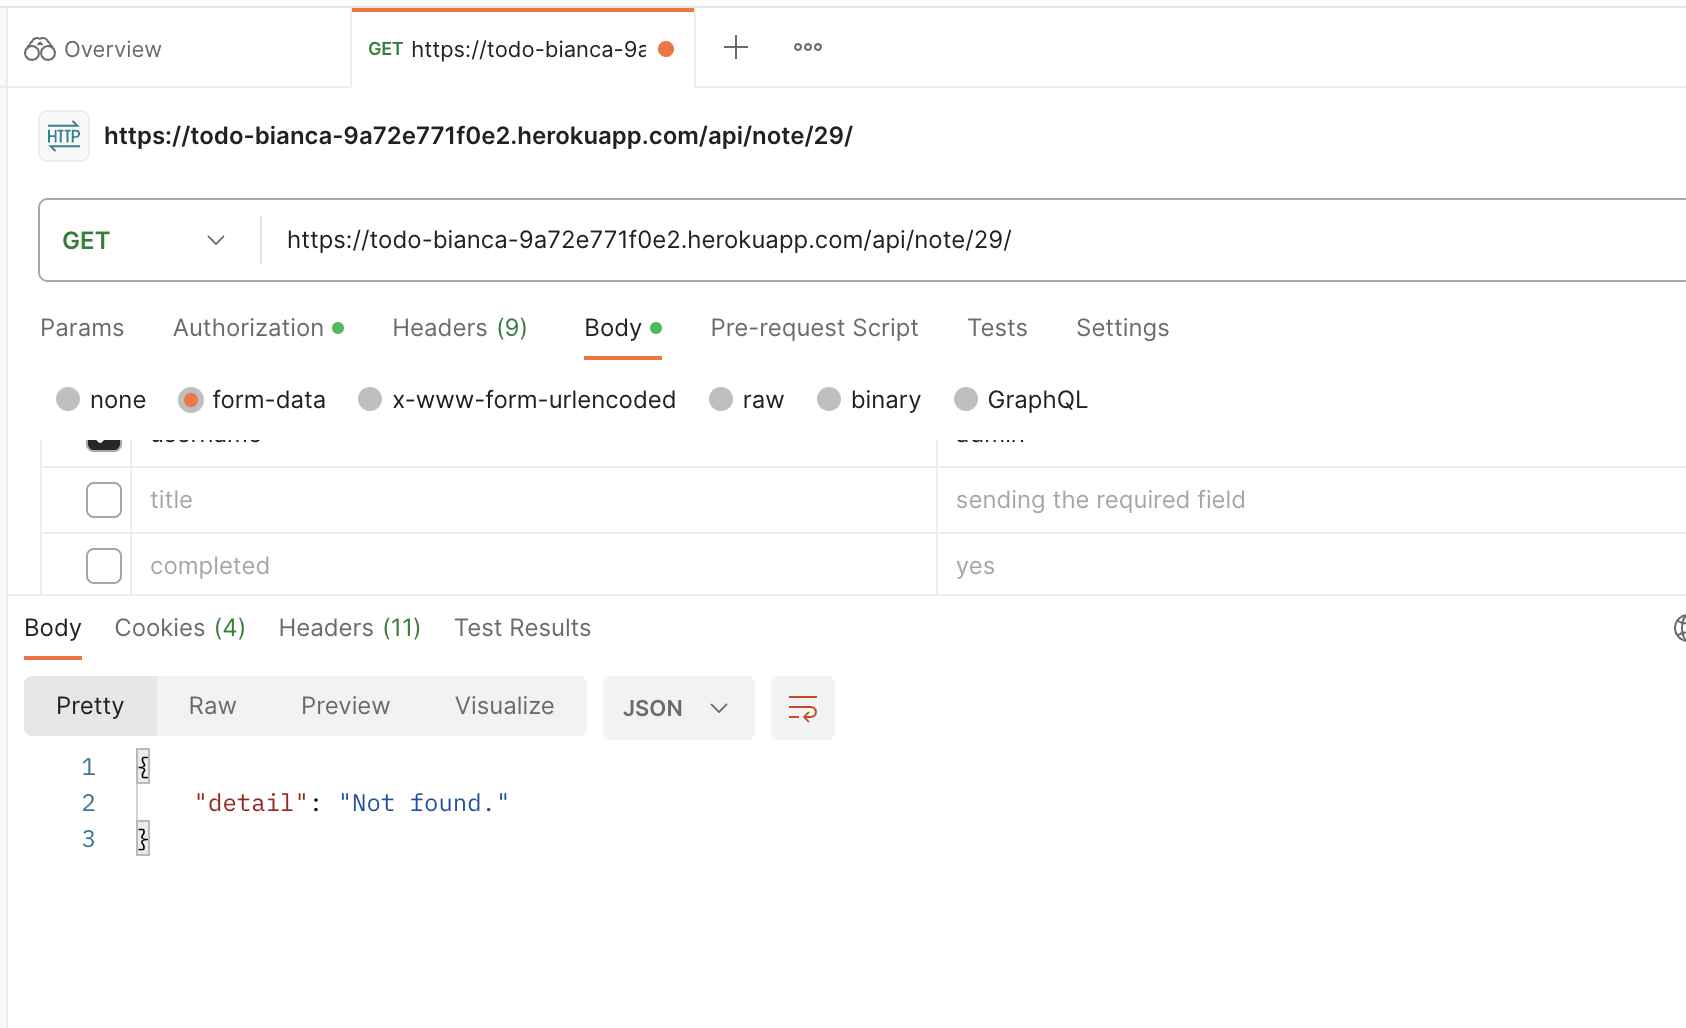 Overview
GET https://todo-bianca-9a
HTTP https://todo-bianca-9a72e771f0e2.herokuapp.com/api/note/29/
GET https://todo-bianca-9a72e771f0e2.herokuapp.com/api/note/29/
Params Authorization Headers (9) Body Pre-request Script Tests Settings
none form-data x-www-form-urlencoded raw binary GraphQL
username admin
title sending the required field
completed yes
Body Cookies (4) Headers (11) Test Results
Pretty Raw Preview Visualize JSON
1 {
2 "detail": "Not found."
3 }